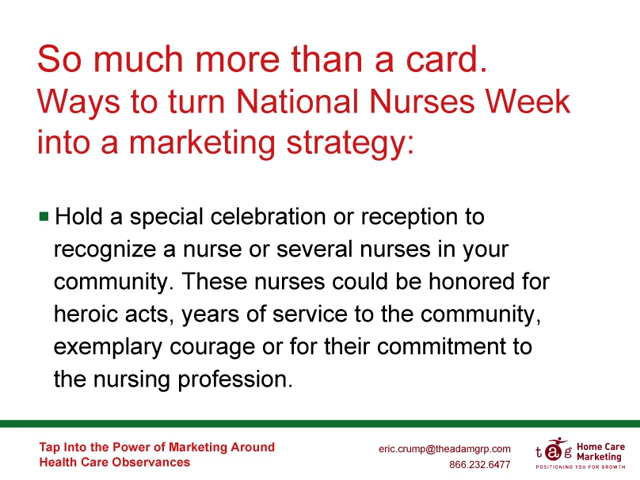 So much more than a card.
Ways to turn National Nurses Week
into a marketing strategy:
Hold a special celebration or reception to
recognize a nurse or several nurses in your
community. These nurses could be honored for
heroic acts, years of service to the community,
exemplary courage or for their commitment to
the nursing profession.
Tap Into the Power of Marketing Around
Health Care Observances
eric.crump@theadamgrp.com
866.232.6477
tag
Home Care
Marketing
POSITIONING YOU FOR GROWTH